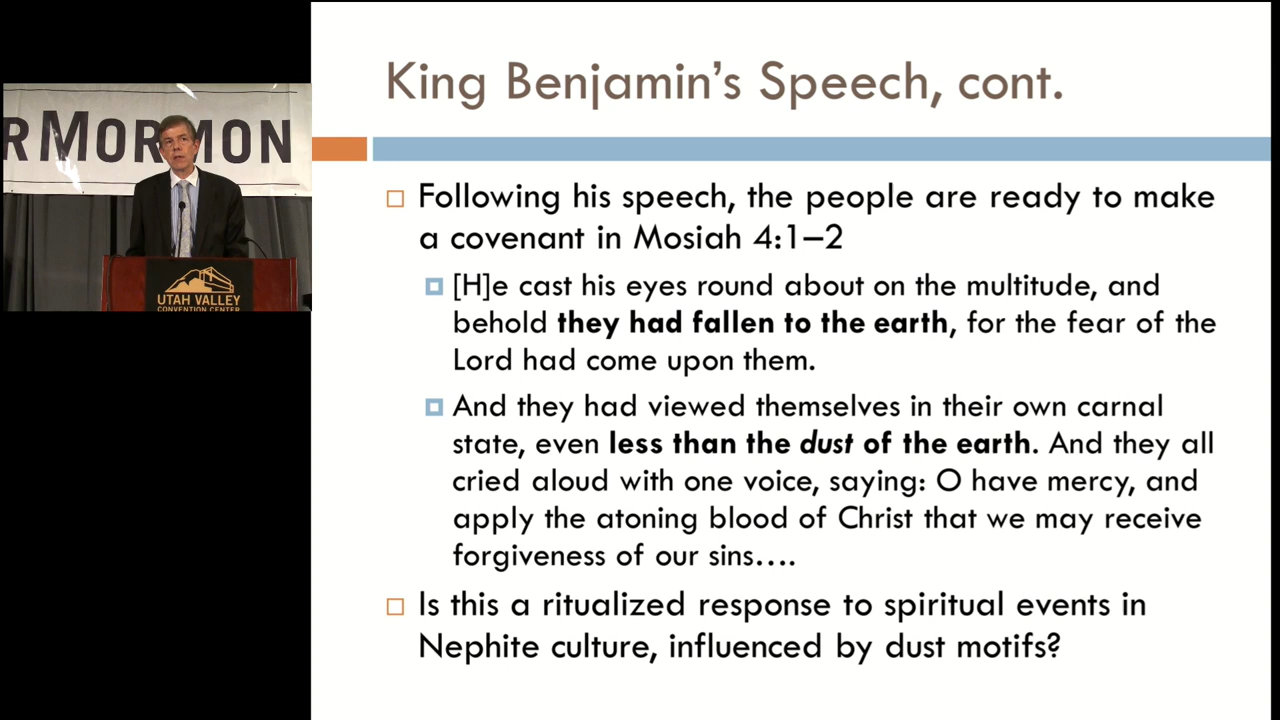 R MORMON
UTAH VALLEY
CONVENTION CENTER
King Benjamin's Speech, cont.
Following his speech, the people are ready to make
a covenant in Mosiah 4:1–2
[H]e cast his eyes round about on the multitude, and
behold they had fallen to the earth, for the fear of the
Lord had come upon them.
And they had viewed themselves in their own carnal
state, even less than the dust of the earth. And they all
cried aloud with one voice, saying: O have mercy, and
apply the atoning blood of Christ that we may receive
forgiveness of our sins….
Is this a ritualized response to spiritual events in
Nephite culture, influenced by dust motifs?